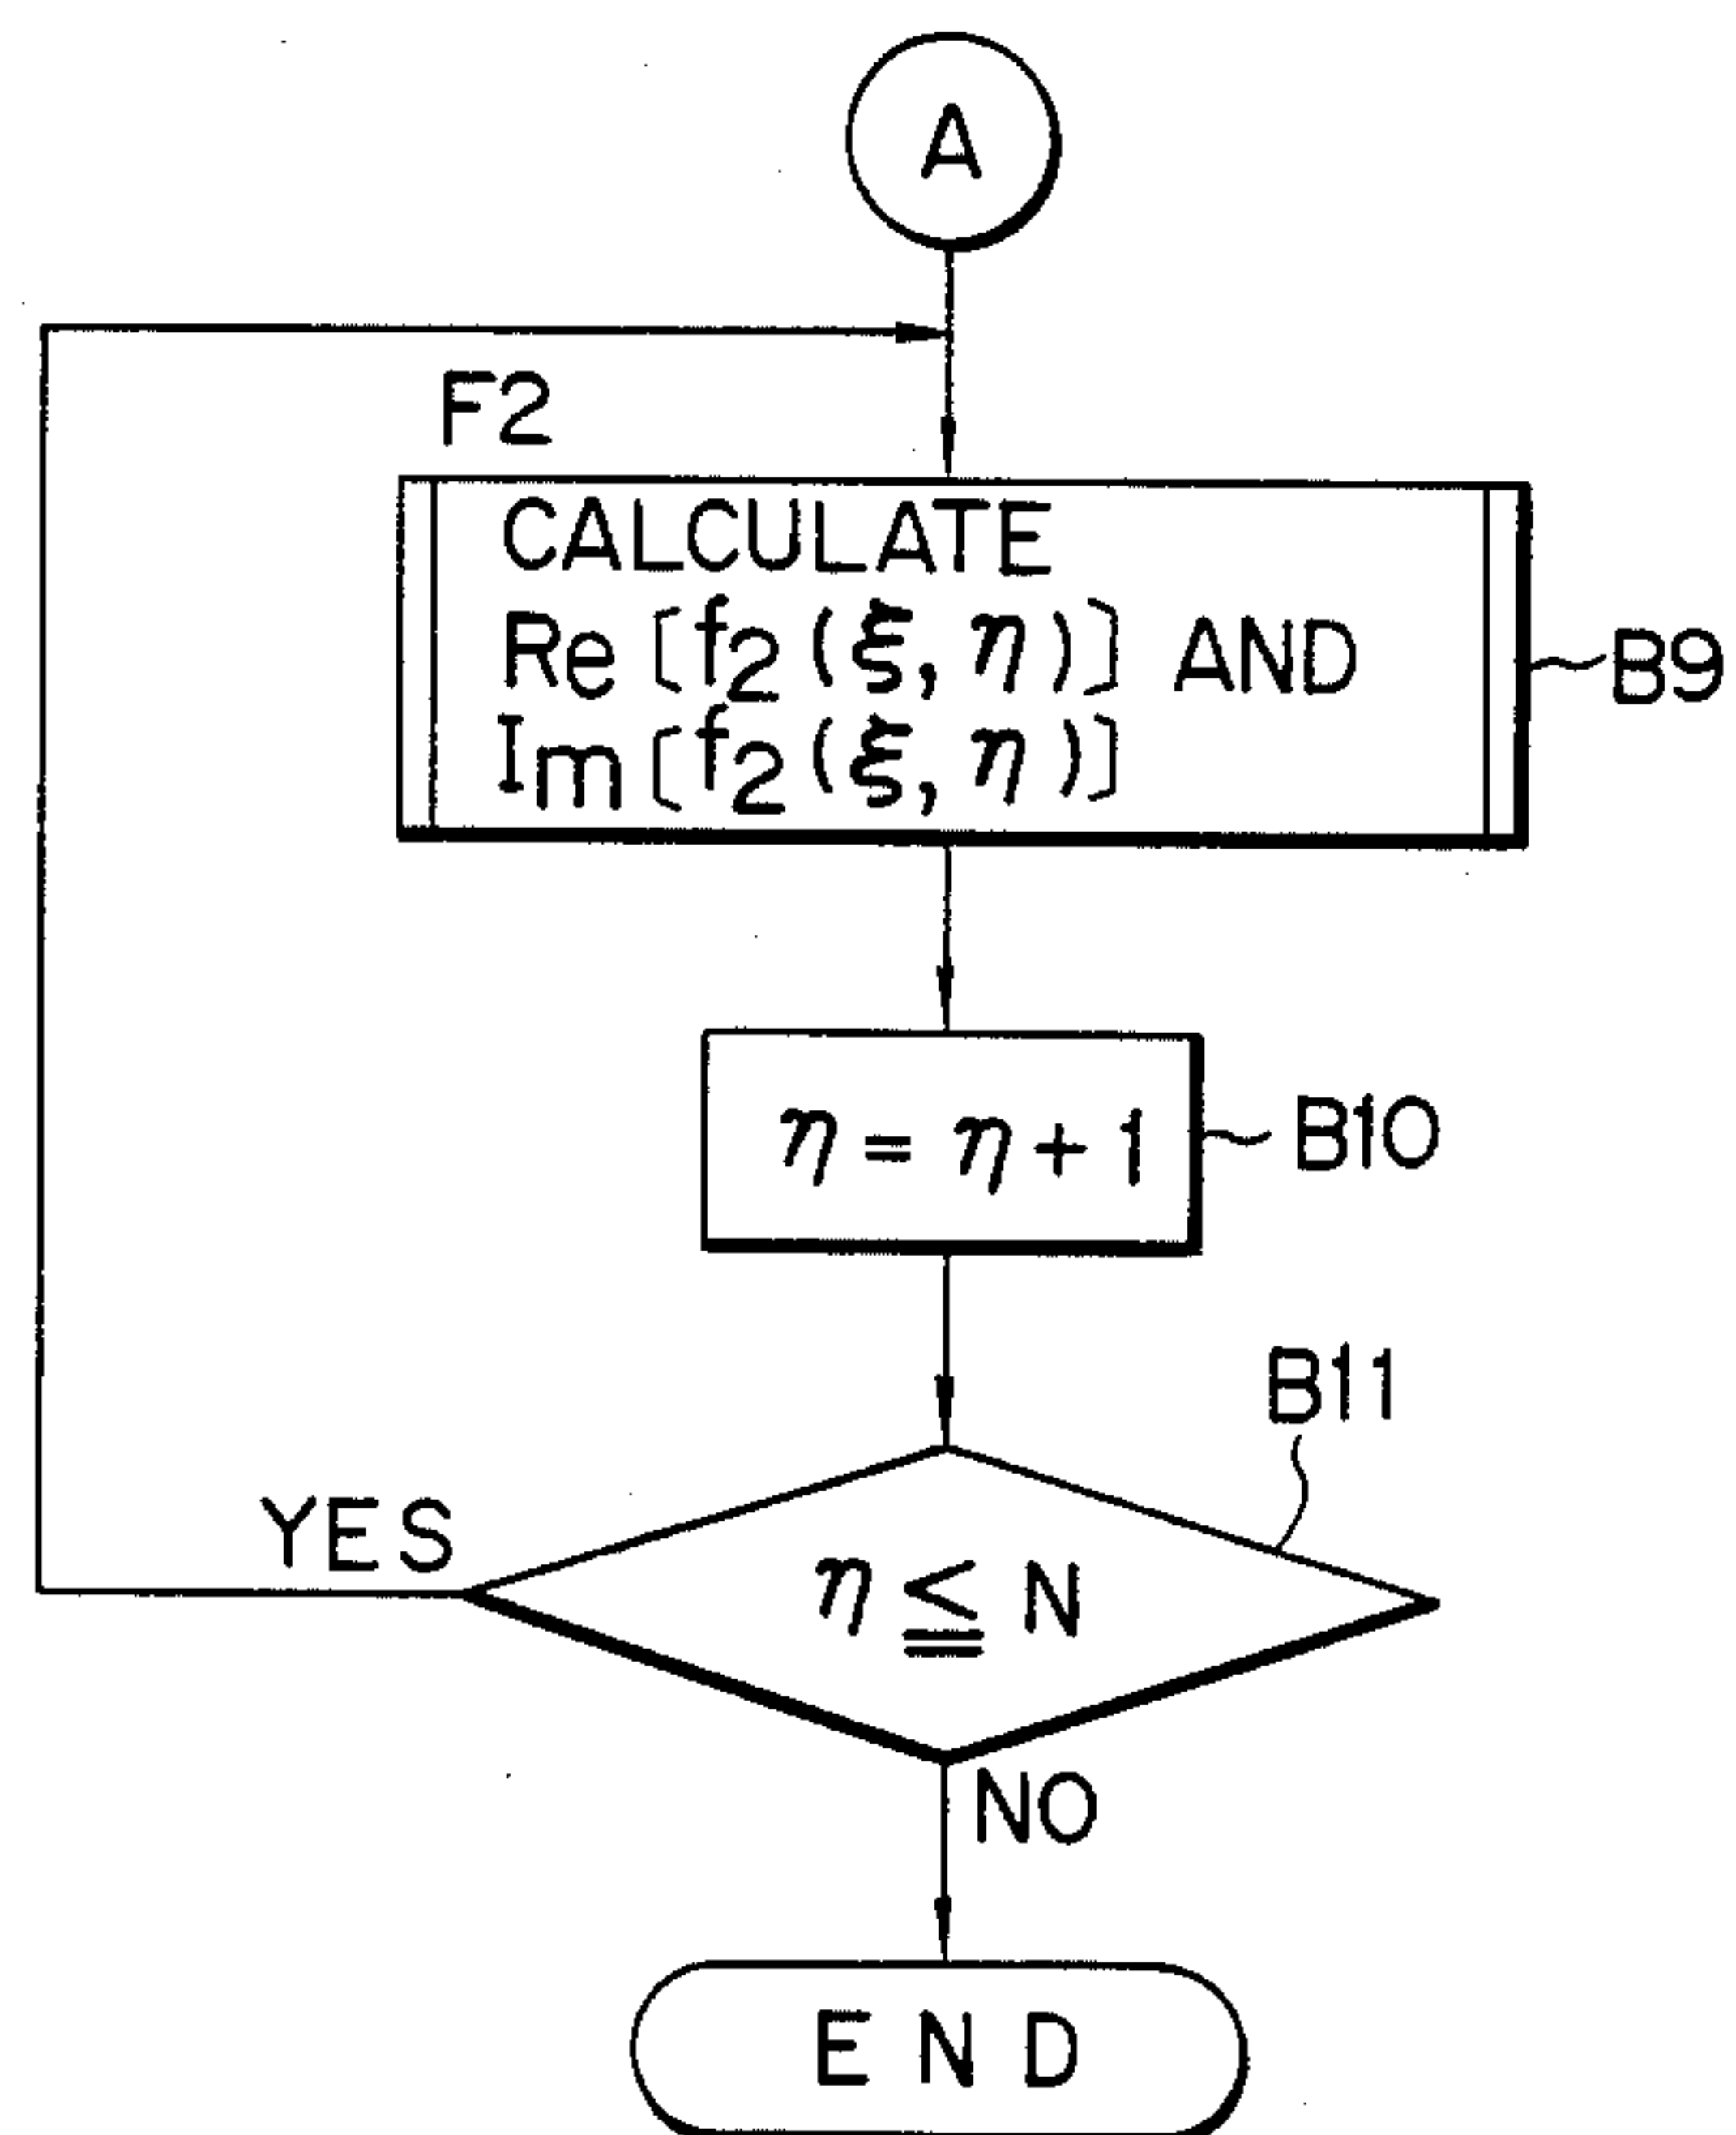 A
F2
CALCULATE
Re [f2 (ξ, η)] AND
Im [f2 (ξ, η)]
B9
η = η + 1
B10
B11
YES
η ≦ N
NO
END